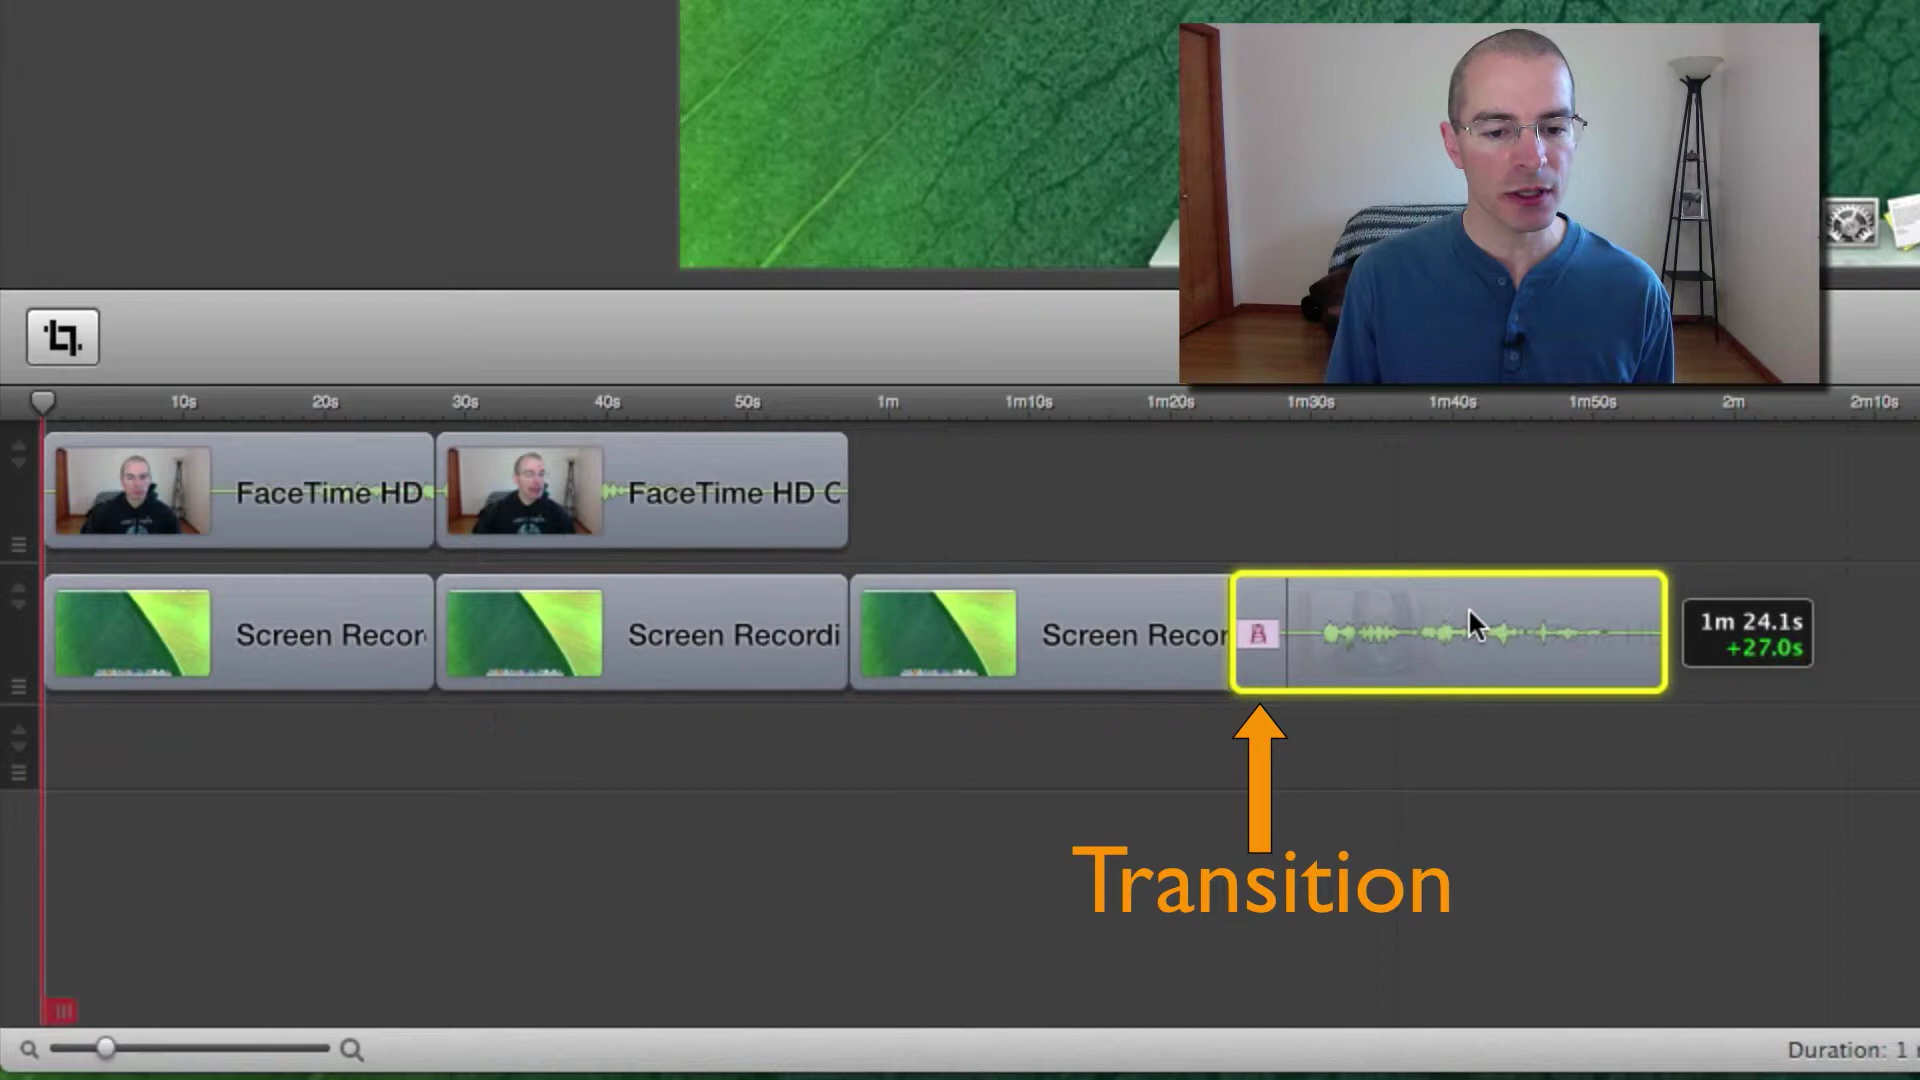 10s 20s 30s 40s 50s 1m 1m10s 1m20s 1m30s 1m40s 1m50s 2m 2m10s
FaceTime HD FaceTime HD C
Screen Recor Screen Recordi Screen Recor
1m 24.1s
+27.0s
Transition
Duration: 1